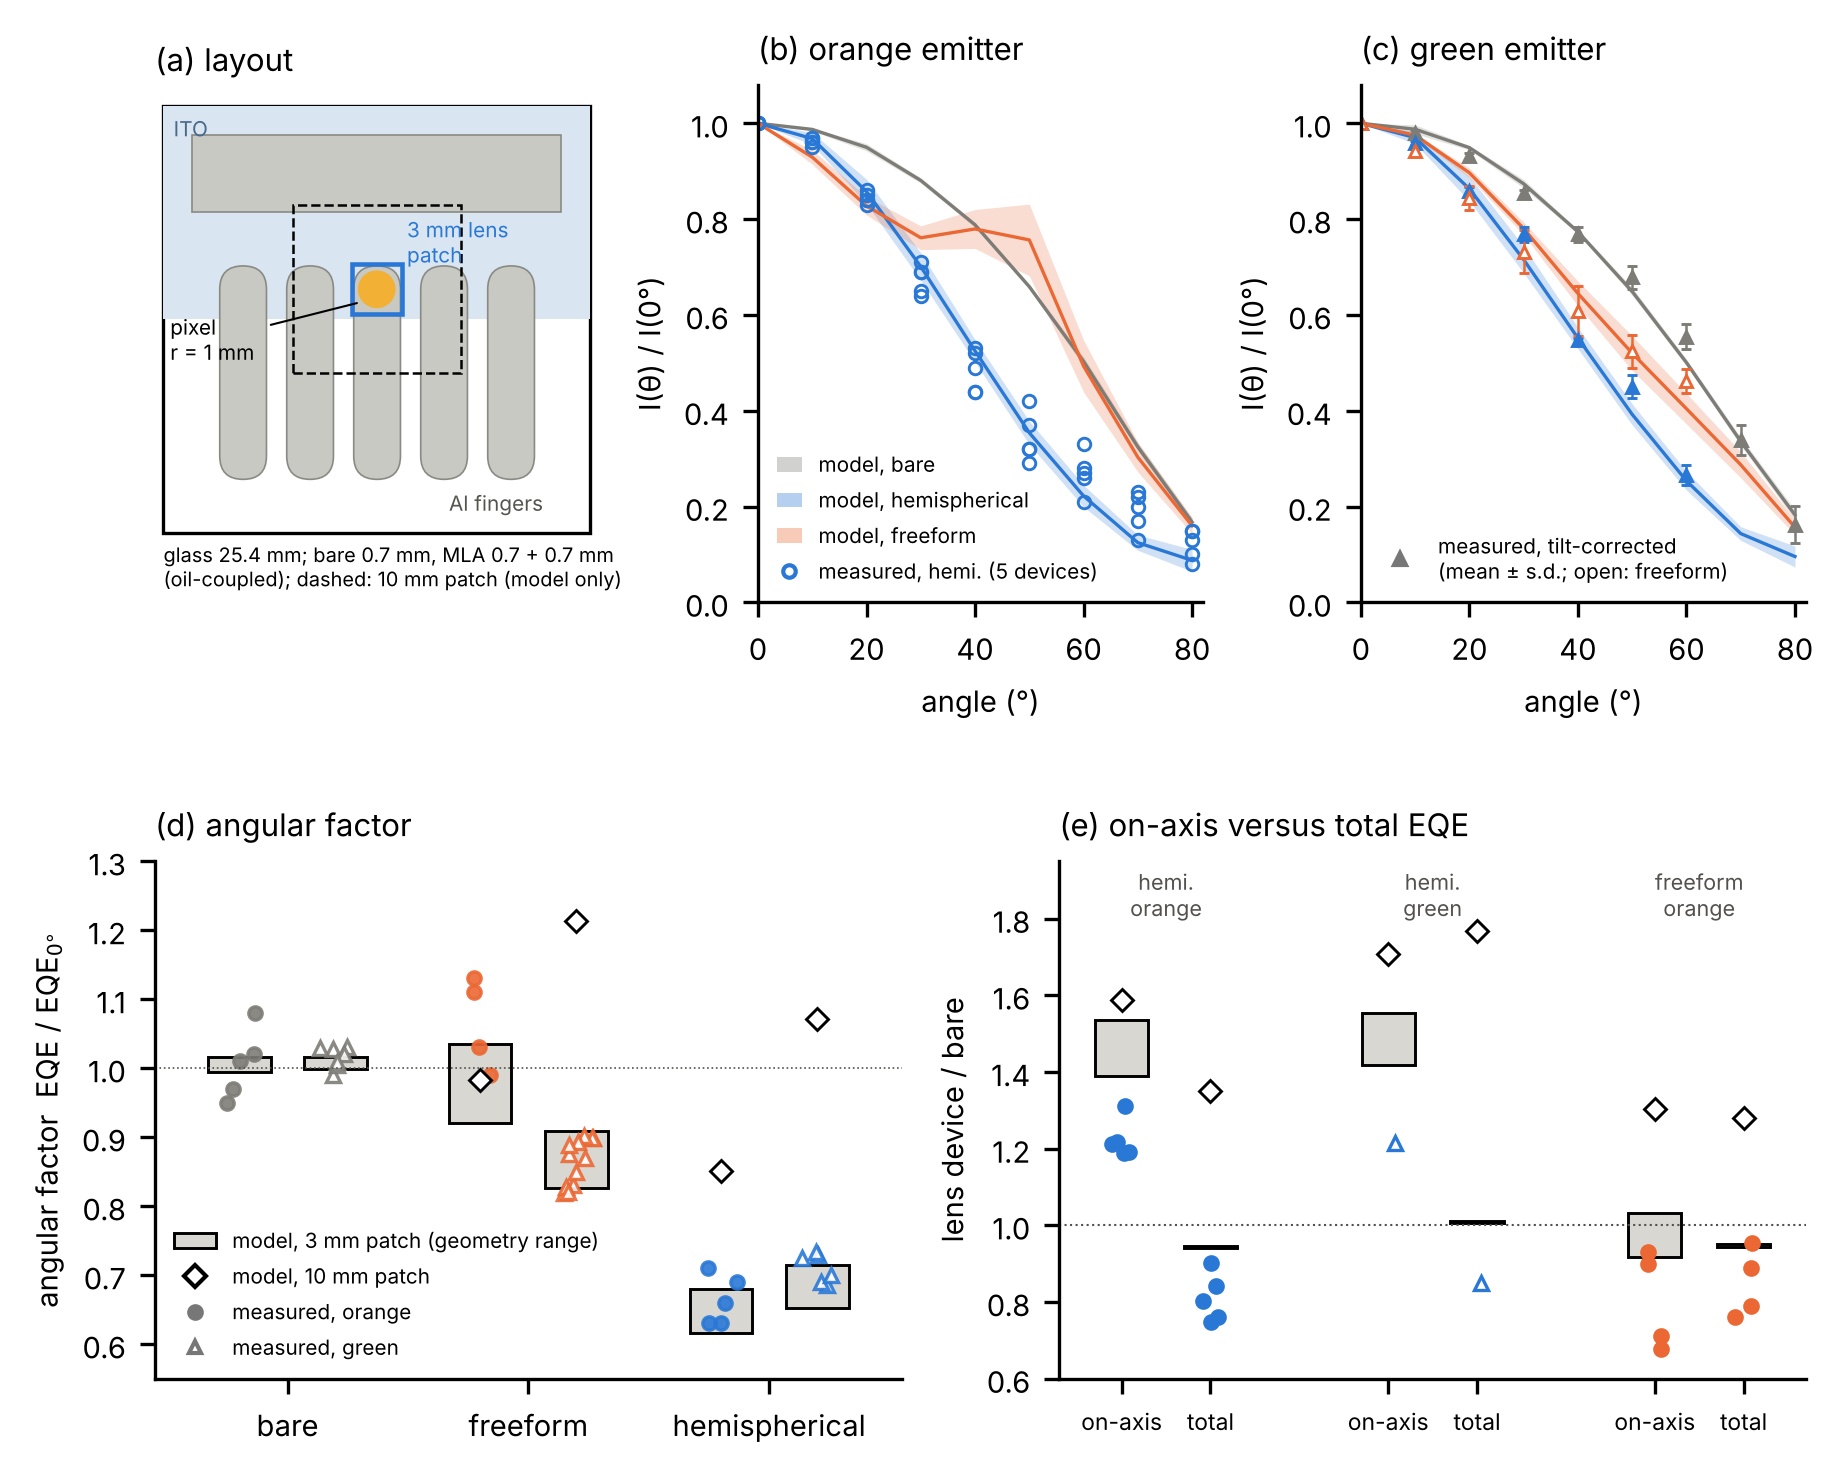 (a) layout
ITO
3 mm lens
patch
pixel
r = 1 mm
Al fingers
glass 25.4 mm; bare 0.7 mm, MLA 0.7 + 0.7 mm
(oil-coupled); dashed: 10 mm patch (model only)
(b) orange emitter
I(θ) / I(0°)
1.0
0.8
0.6
0.4
0.2
0.0
model, bare
model, hemispherical
model, freeform
measured, hemi. (5 devices)
0 20 40 60 80
angle (°)
(c) green emitter
I(θ) / I(0°)
1.0
0.8
0.6
0.4
0.2
0.0
measured, tilt-corrected
(mean ± s.d.; open: freeform)
0 20 40 60 80
angle (°)
(d) angular factor
angular factor EQE / EQE0°
1.3
1.2
1.1
1.0
0.9
0.8
0.7
0.6
model, 3 mm patch (geometry range)
model, 10 mm patch
measured, orange
measured, green
bare freeform hemispherical
(e) on-axis versus total EQE
lens device / bare
hemi.
orange
hemi.
green
freeform
orange
1.8
1.6
1.4
1.2
1.0
0.8
0.6
on-axis total on-axis total on-axis total